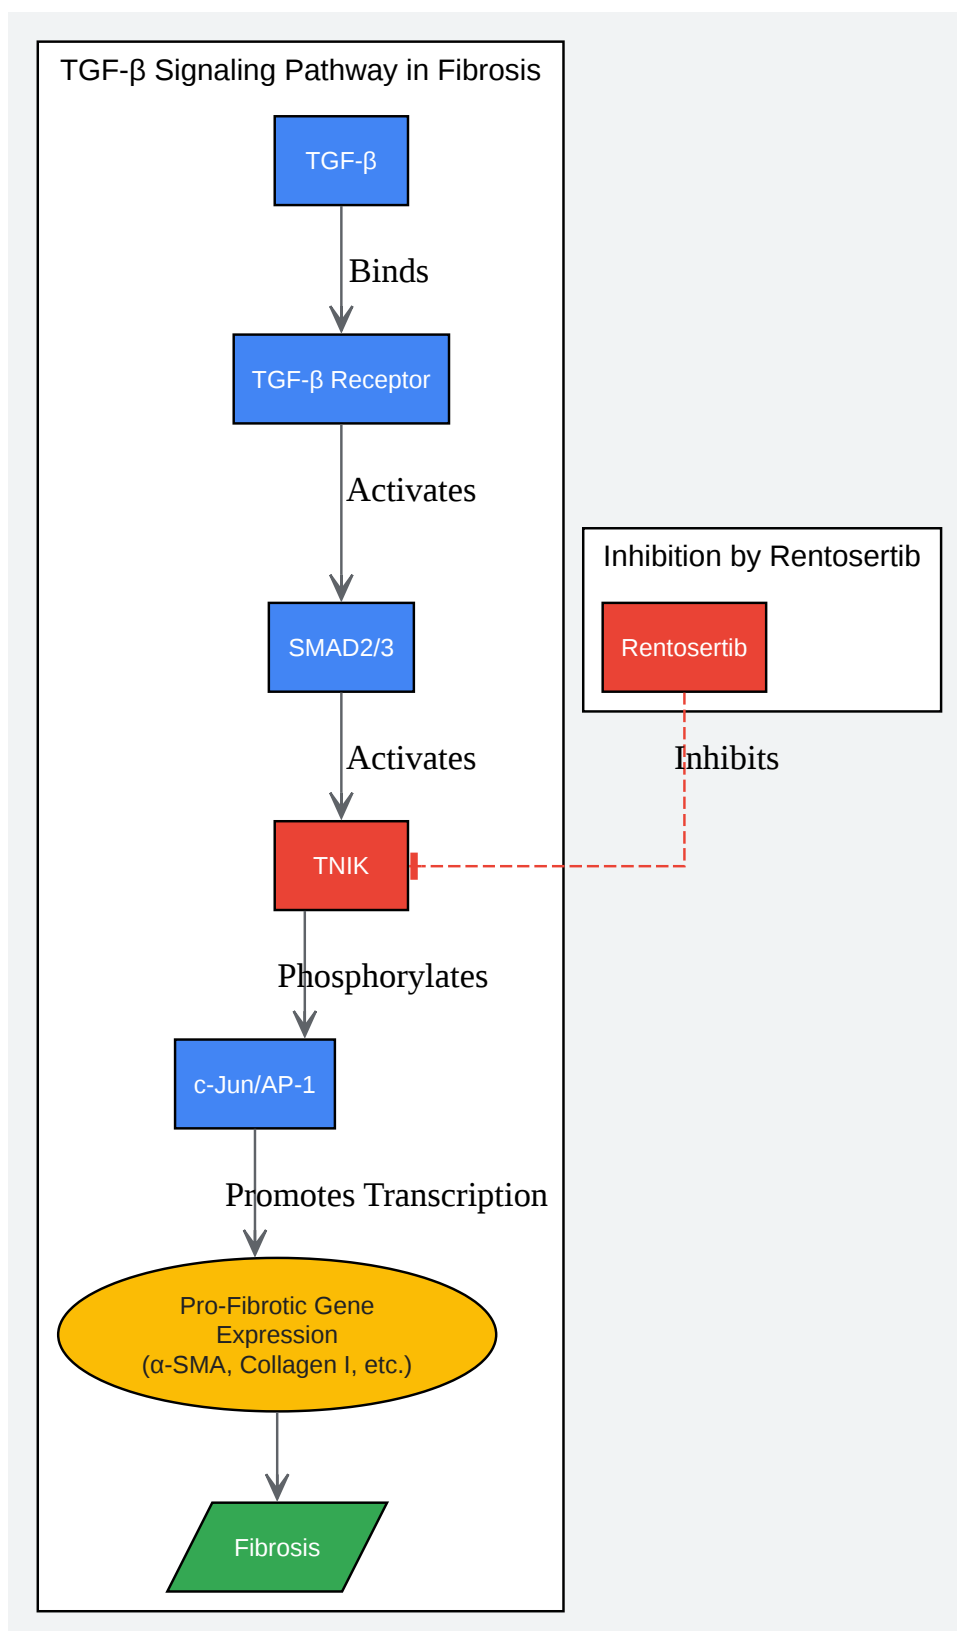 TGF-β Signaling Pathway in Fibrosis
TGF-β
Binds
TGF-β Receptor
Activates
Inhibition by Rentosertib
SMAD2/3
Rentosertib
Activates
Inhibits
TNIK
Phosphorylates
c-Jun/AP-1
Promotes Transcription
Pro-Fibrotic Gene
Expression
(α-SMA, Collagen I, etc.)
Fibrosis